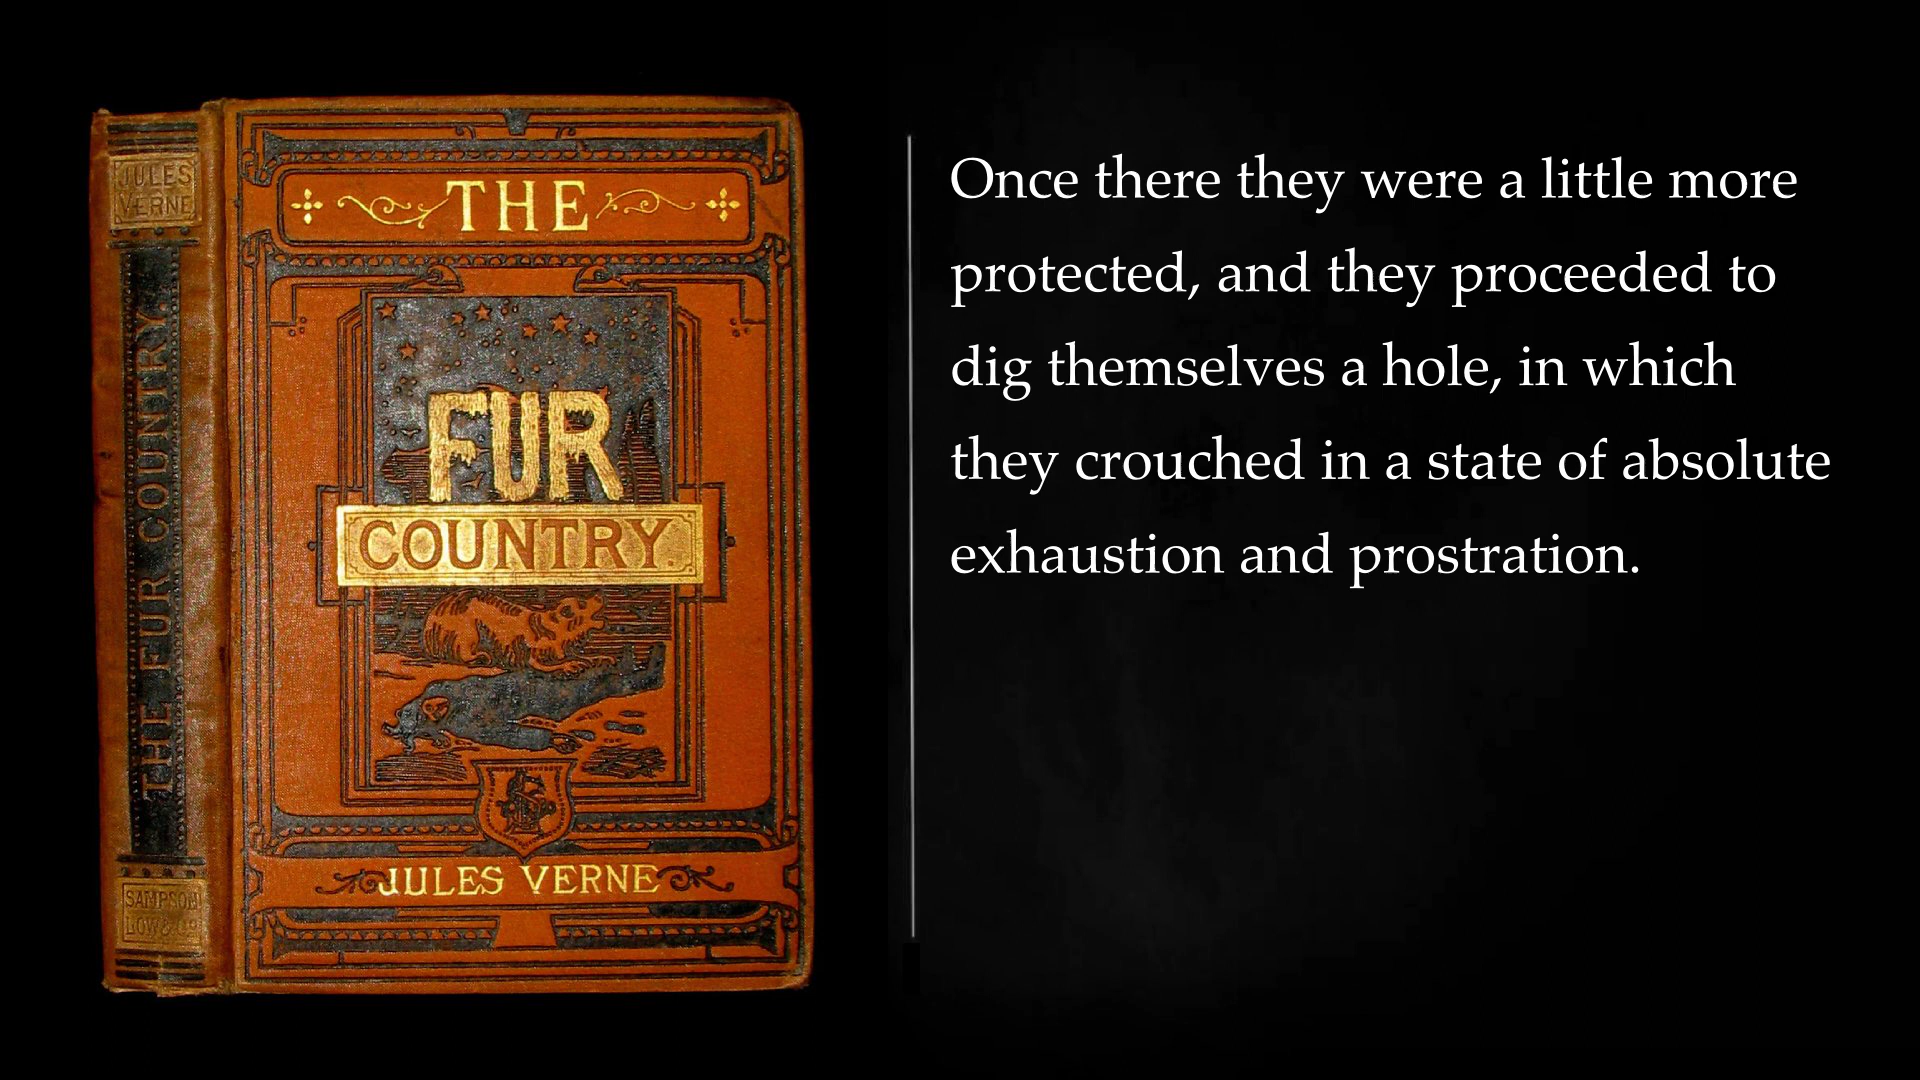 JULES
VERNE
THE FUR COUNTRY.
SAMPSON
LOW & Co
THE
FUR
COUNTRY.
JULES VERNE
Once there they were a little more
protected, and they proceeded to
dig themselves a hole, in which
they crouched in a state of absolute
exhaustion and prostration.